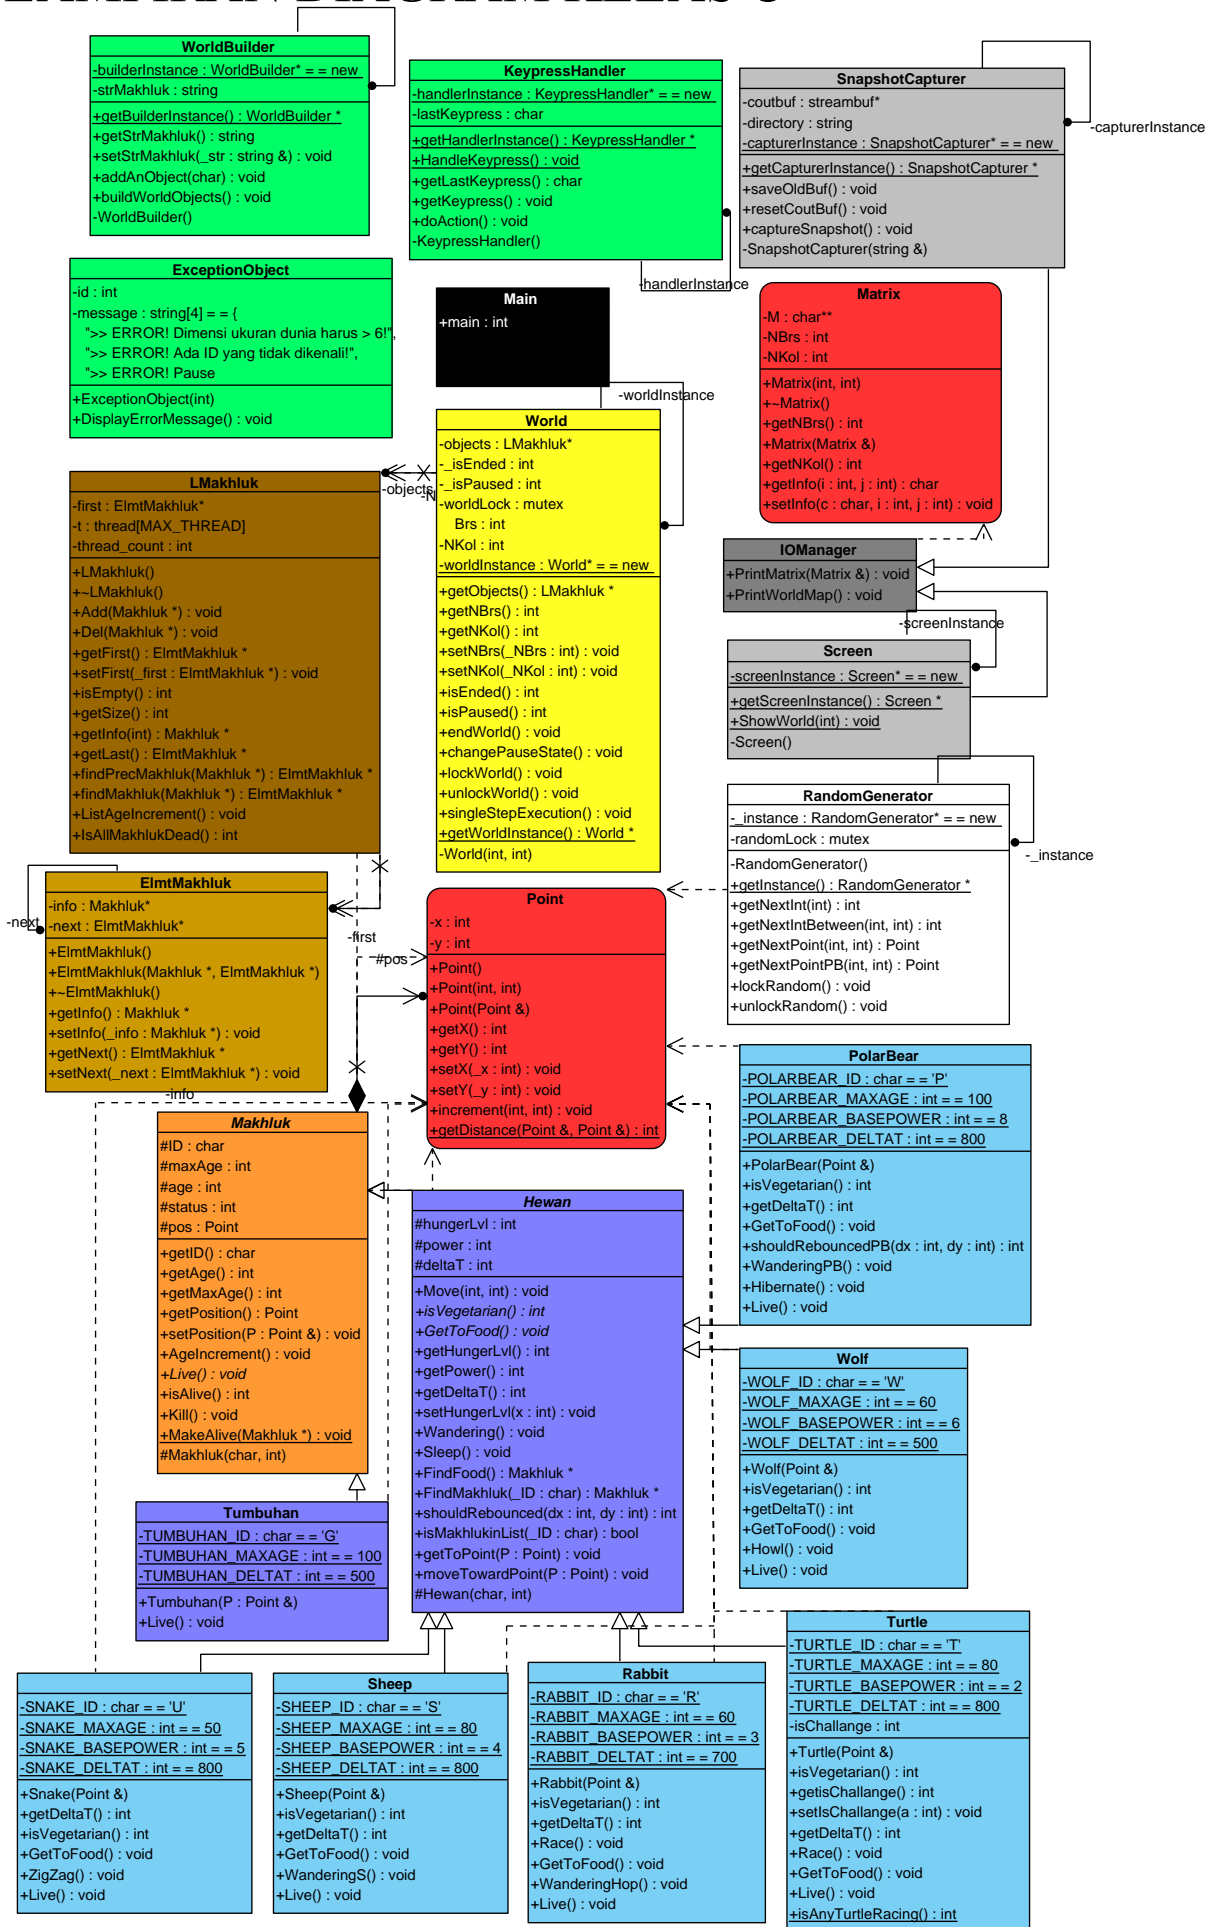 WorldBuilder
-builderInstance : WorldBuilder* = = new
-strMakhluk : string
+getBuilderInstance() : WorldBuilder *
+getStrMakhluk() : string
+setStrMakhluk(_str : string &) : void
+addAnObject(char) : void
+buildWorldObjects() : void
-WorldBuilder()
KeypressHandler
-handlerInstance : KeypressHandler* = = new
-lastKeypress : char
+getHandlerInstance() : KeypressHandler *
+HandleKeypress() : void
+getLastKeypress() : char
+getKeypress() : void
+doAction() : void
-KeypressHandler()
-handlerInstance
SnapshotCapturer
-coutbuf : streambuf*
-directory : string
-capturerInstance : SnapshotCapturer* = = new
+getCapturerInstance() : SnapshotCapturer *
+saveOldBuf() : void
+resetCoutBuf() : void
+captureSnapshot() : void
-SnapshotCapturer(string &)
-capturerInstance
ExceptionObject
-id : int
-message : string[4] = = {
">> ERROR! Dimensi ukuran dunia harus > 6!",
">> ERROR! Ada ID yang tidak dikenali!",
">> ERROR! Pause
+ExceptionObject(int)
+DisplayErrorMessage() : void
Main
+main : int
-worldInstance
Matrix
-M : char**
-NBrs : int
-NKol : int
+Matrix(int, int)
+~Matrix()
+getNBrs() : int
+Matrix(Matrix &)
+getNKol() : int
+getInfo(i : int, j : int) : char
+setInfo(c : char, i : int, j : int) : void
World
-objects : LMakhluk*
-_isEnded : int
-_isPaused : int
-worldLock : mutex
-N
Brs : int
-NKol : int
-worldInstance : World* = = new
+getObjects() : LMakhluk *
+getNBrs() : int
+getNKol() : int
+setNBrs(_NBrs : int) : void
+setNKol(_NKol : int) : void
+isEnded() : int
+isPaused() : int
+endWorld() : void
+changePauseState() : void
+lockWorld() : void
+unlockWorld() : void
+singleStepExecution() : void
+getWorldInstance() : World *
-World(int, int)
-objects
LMakhluk
-first : ElmtMakhluk*
-t : thread[MAX_THREAD]
-thread_count : int
+LMakhluk()
+~LMakhluk()
+Add(Makhluk *) : void
+Del(Makhluk *) : void
+getFirst() : ElmtMakhluk *
+setFirst(_first : ElmtMakhluk *) : void
+isEmpty() : int
+getSize() : int
+getInfo(int) : Makhluk *
+getLast() : ElmtMakhluk *
+findPrecMakhluk(Makhluk *) : ElmtMakhluk *
+findMakhluk(Makhluk *) : ElmtMakhluk *
+ListAgeIncrement() : void
+IsAllMakhlukDead() : int
IOManager
+PrintMatrix(Matrix &) : void
+PrintWorldMap() : void
-screenInstance
Screen
-screenInstance : Screen* = = new
+getScreenInstance() : Screen *
+ShowWorld(int) : void
-Screen()
RandomGenerator
-_instance : RandomGenerator* = = new
-randomLock : mutex
-RandomGenerator()
+getInstance() : RandomGenerator *
+getNextInt(int) : int
+getNextIntBetween(int, int) : int
+getNextPoint(int, int) : Point
+getNextPointPB(int, int) : Point
+lockRandom() : void
+unlockRandom() : void
-_instance
ElmtMakhluk
-info : Makhluk*
-next : ElmtMakhluk*
+ElmtMakhluk()
+ElmtMakhluk(Makhluk *, ElmtMakhluk *)
+~ElmtMakhluk()
+getInfo() : Makhluk *
+setInfo(_info : Makhluk *) : void
+getNext() : ElmtMakhluk *
+setNext(_next : ElmtMakhluk *) : void
-next
-first
#pos
-info
Point
-x : int
-y : int
+Point()
+Point(int, int)
+Point(Point &)
+getX() : int
+getY() : int
+setX(_x : int) : void
+setY(_y : int) : void
+increment(int, int) : void
+getDistance(Point &, Point &) : int
PolarBear
-POLARBEAR_ID : char = = 'P'
-POLARBEAR_MAXAGE : int = = 100
-POLARBEAR_BASEPOWER : int = = 8
-POLARBEAR_DELTAT : int = = 800
+PolarBear(Point &)
+isVegetarian() : int
+getDeltaT() : int
+GetToFood() : void
+shouldRebouncedPB(dx : int, dy : int) : int
+WanderingPB() : void
+Hibernate() : void
+Live() : void
Makhluk
#ID : char
#maxAge : int
#age : int
#status : int
#pos : Point
+getID() : char
+getAge() : int
+getMaxAge() : int
+getPosition() : Point
+setPosition(P : Point &) : void
+AgeIncrement() : void
+Live() : void
+isAlive() : int
+Kill() : void
+MakeAlive(Makhluk *) : void
#Makhluk(char, int)
Hewan
#hungerLvl : int
#power : int
#deltaT : int
+Move(int, int) : void
+isVegetarian() : int
+GetToFood() : void
+getHungerLvl() : int
+getPower() : int
+getDeltaT() : int
+setHungerLvl(x : int) : void
+Wandering() : void
+Sleep() : void
+FindFood() : Makhluk *
+FindMakhluk(_ID : char) : Makhluk *
+shouldRebounced(dx : int, dy : int) : int
+isMakhlukinList(_ID : char) : bool
+getToPoint(P : Point) : void
+moveTowardPoint(P : Point) : void
#Hewan(char, int)
Wolf
-WOLF_ID : char = = 'W'
-WOLF_MAXAGE : int = = 60
-WOLF_BASEPOWER : int = = 6
-WOLF_DELTAT : int = = 500
+Wolf(Point &)
+isVegetarian() : int
+getDeltaT() : int
+GetToFood() : void
+Howl() : void
+Live() : void
Tumbuhan
-TUMBUHAN_ID : char = = 'G'
-TUMBUHAN_MAXAGE : int = = 100
-TUMBUHAN_DELTAT : int = = 500
+Tumbuhan(P : Point &)
+Live() : void
-SNAKE_ID : char = = 'U'
-SNAKE_MAXAGE : int = = 50
-SNAKE_BASEPOWER : int = = 5
-SNAKE_DELTAT : int = = 800
+Snake(Point &)
+getDeltaT() : int
+isVegetarian() : int
+GetToFood() : void
+ZigZag() : void
+Live() : void
Sheep
-SHEEP_ID : char = = 'S'
-SHEEP_MAXAGE : int = = 80
-SHEEP_BASEPOWER : int = = 4
-SHEEP_DELTAT : int = = 800
+Sheep(Point &)
+isVegetarian() : int
+getDeltaT() : int
+GetToFood() : void
+WanderingS() : void
+Live() : void
Rabbit
-RABBIT_ID : char = = 'R'
-RABBIT_MAXAGE : int = = 60
-RABBIT_BASEPOWER : int = = 3
-RABBIT_DELTAT : int = = 700
+Rabbit(Point &)
+isVegetarian() : int
+getDeltaT() : int
+Race() : void
+GetToFood() : void
+WanderingHop() : void
+Live() : void
Turtle
-TURTLE_ID : char = = 'T'
-TURTLE_MAXAGE : int = = 80
-TURTLE_BASEPOWER : int = = 2
-TURTLE_DELTAT : int = = 800
-isChallange : int
+Turtle(Point &)
+isVegetarian() : int
+getisChallange() : int
+setIsChallange(a : int) : void
+getDeltaT() : int
+Race() : void
+GetToFood() : void
+Live() : void
+isAnyTurtleRacing() : int